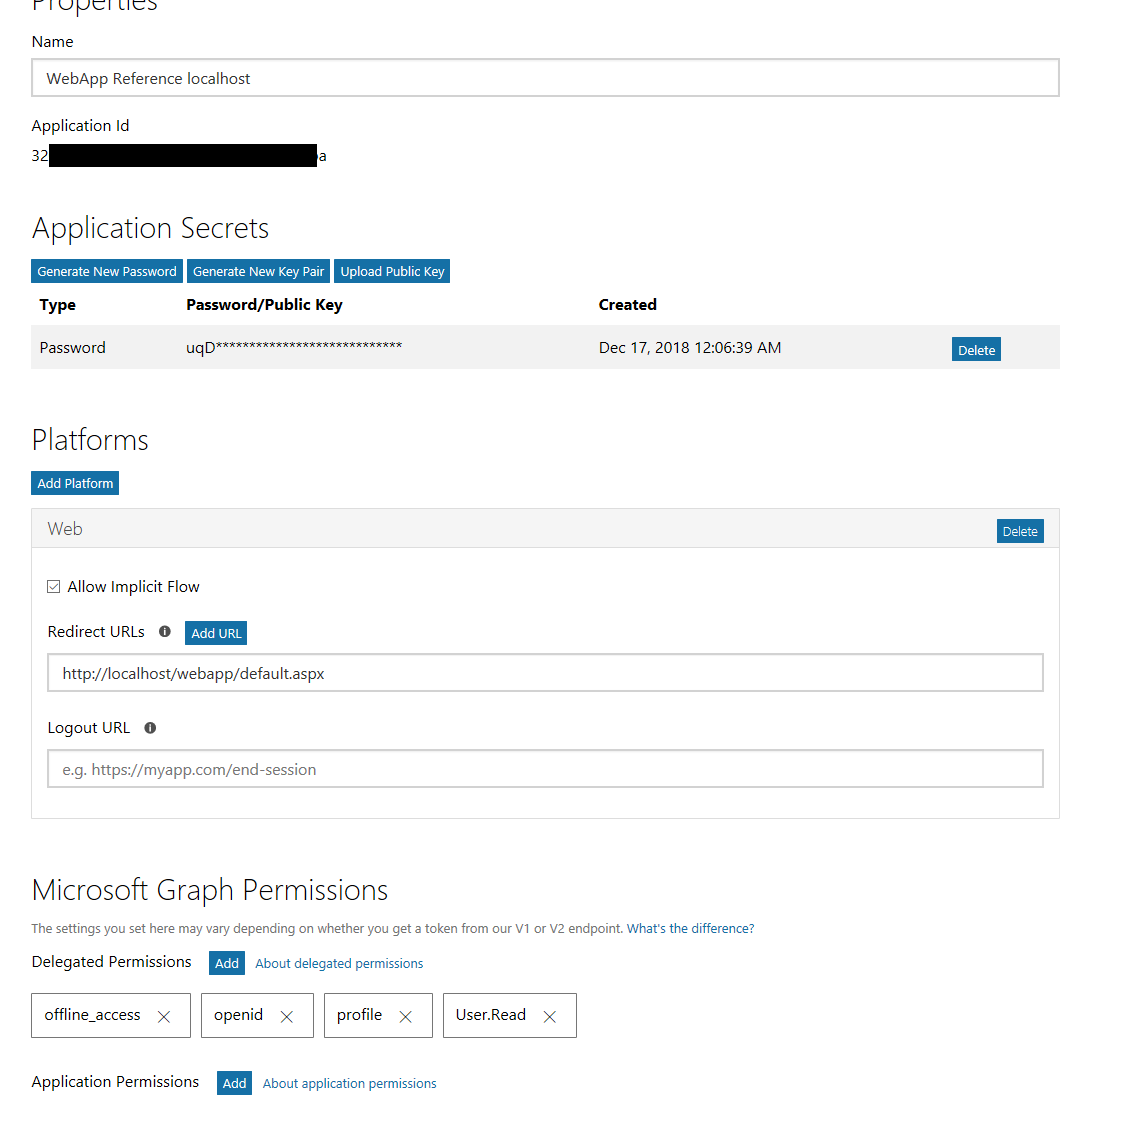 Properties
Name
WebApp Reference localhost
Application Id
32 a
Application Secrets
Generate New Password Generate New Key Pair Upload Public Key
Type Password/Public Key Created
Password uqD**************************** Dec 17, 2018 12:06:39 AM Delete
Platforms
Add Platform
Web Delete
Allow Implicit Flow
Redirect URLs Add URL
http://localhost/webapp/default.aspx
Logout URL
e.g. https://myapp.com/end-session
Microsoft Graph Permissions
The settings you set here may vary depending on whether you get a token from our V1 or V2 endpoint. What's the difference?
Delegated Permissions Add About delegated permissions
offline_access openid profile User.Read
Application Permissions Add About application permissions